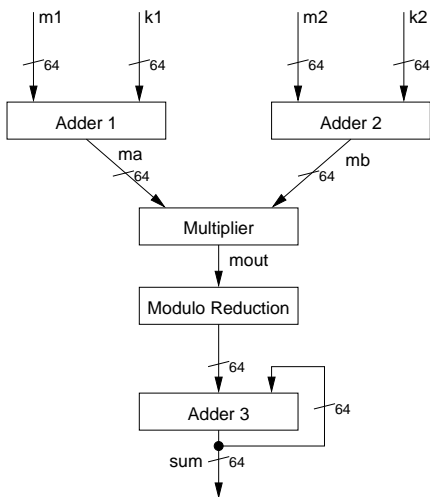 m1 k1 m2 k2
64 64 64 64
Adder 1 Adder 2
ma mb
64 64
Multiplier
mout
Modulo Reduction
64
64
Adder 3
sum 64